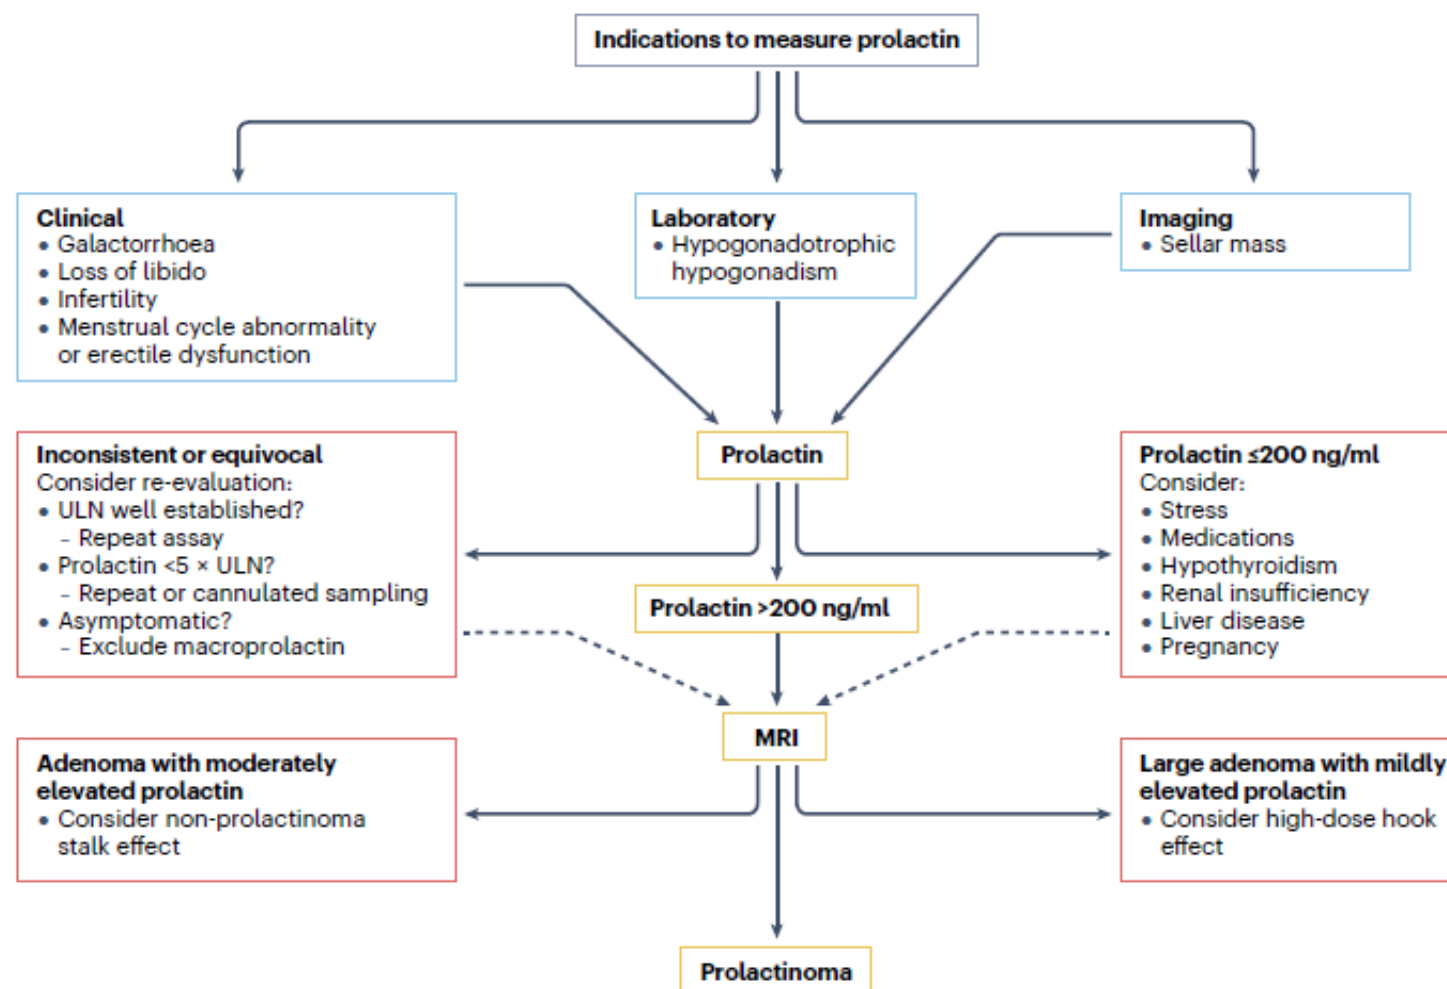 Indications to measure prolactin
Clinical
• Galactorrhoea
• Loss of libido
• Infertility
• Menstrual cycle abnormality
or erectile dysfunction
Laboratory
• Hypogonadotrophic
hypogonadism
Imaging
• Sellar mass
Inconsistent or equivocal
Consider re-evaluation:
• ULN well established?
– Repeat assay
• Prolactin <5 × ULN?
– Repeat or cannulated sampling
• Asymptomatic?
– Exclude macroprolactin
Prolactin
Prolactin >200 ng/ml
Prolactin ≤200 ng/ml
Consider:
• Stress
• Medications
• Hypothyroidism
• Renal insufficiency
• Liver disease
• Pregnancy
MRI
Adenoma with moderately
elevated prolactin
• Consider non-prolactinoma
stalk effect
Large adenoma with mildly
elevated prolactin
• Consider high-dose hook
effect
Prolactinoma